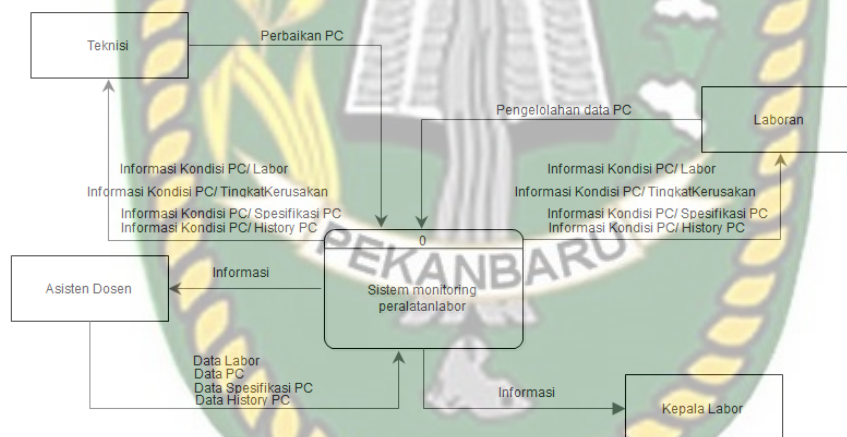 Teknisi
Perbaikan PC
Pengelolahan data PC
Laboran
Informasi Kondisi PC/ Labor
Informasi Kondisi PC/ TingkatKerusakan
Informasi Kondisi PC/ Spesifikasi PC
Informasi Kondisi PC/ History PC
Informasi Kondisi PC/ Labor
Informasi Kondisi PC/ TingkatKerusakan
Informasi Kondisi PC/ Spesifikasi PC
Informasi Kondisi PC/ History PC
PEKANBARU
0
Sistem monitoring
peralatanlabor
Asisten Dosen
Informasi
Data Labor
Data PC
Data Spesifikasi PC
Data History PC
Informasi
Kepala Labor